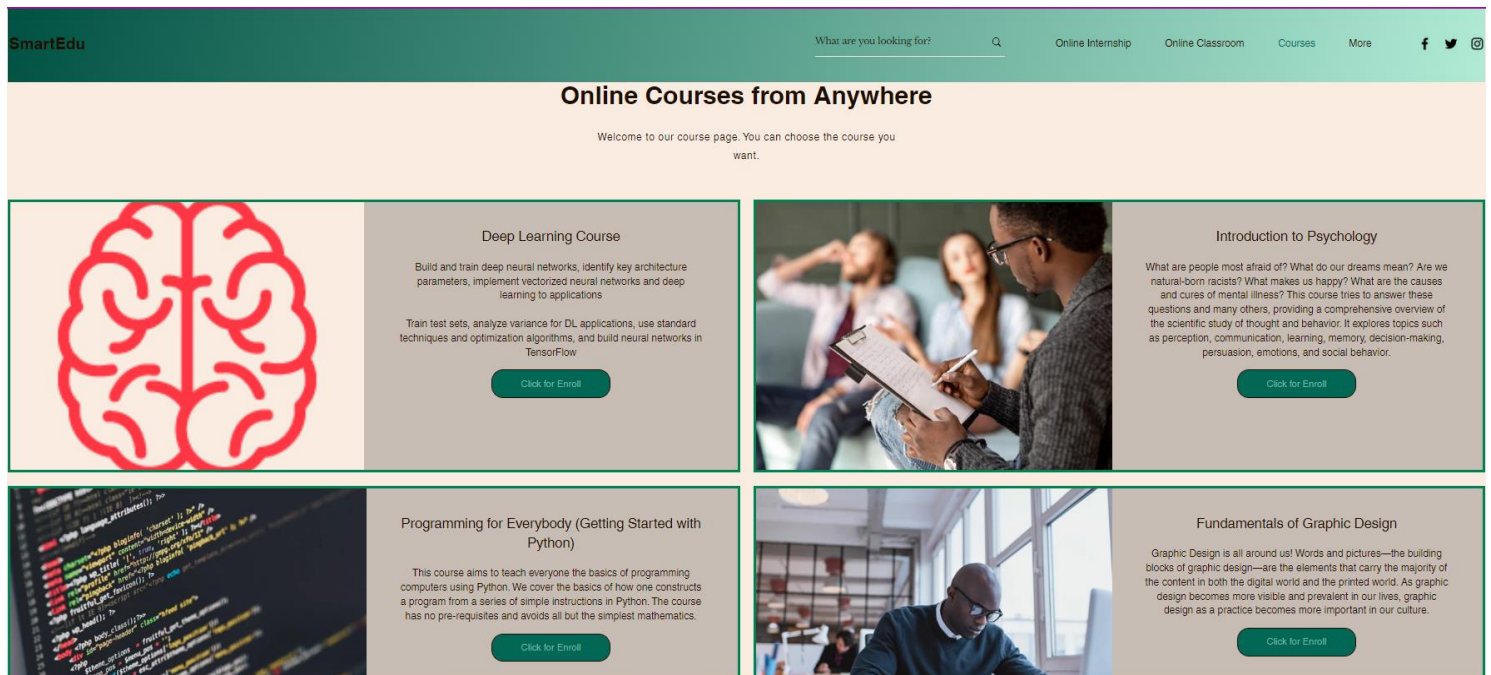 SmartEdu
What are you looking for?
Online Internship
Online Classroom
Courses
More
Online Courses from Anywhere
Welcome to our course page. You can choose the course you
want.
Deep Learning Course
Build and train deep neural networks, identify key architecture
parameters, implement vectorized neural networks and deep
learning to applications
Train test sets, analyze variance for DL applications, use standard
techniques and optimization algorithms, and build neural networks in
TensorFlow
Click for Enroll
Introduction to Psychology
What are people most afraid of? What do our dreams mean? Are we
natural-born racists? What makes us happy? What are the causes
and cures of mental illness? This course tries to answer these
questions and many others, providing a comprehensive overview of
the scientific study of thought and behavior. It explores topics such
as perception, communication, learning, memory, decision-making,
persuasion, emotions, and social behavior.
Click for Enroll
Programming for Everybody (Getting Started with
Python)
This course aims to teach everyone the basics of programming
computers using Python. We cover the basics of how one constructs
a program from a series of simple instructions in Python. The course
has no pre-requisites and avoids all but the simplest mathematics.
Click for Enroll
Fundamentals of Graphic Design
Graphic Design is all around us! Words and pictures—the building
blocks of graphic design—are the elements that carry the majority of
the content in both the digital world and the printed world. As graphic
design becomes more visible and prevalent in our lives, graphic
design as a practice becomes more important in our culture.
Click for Enroll